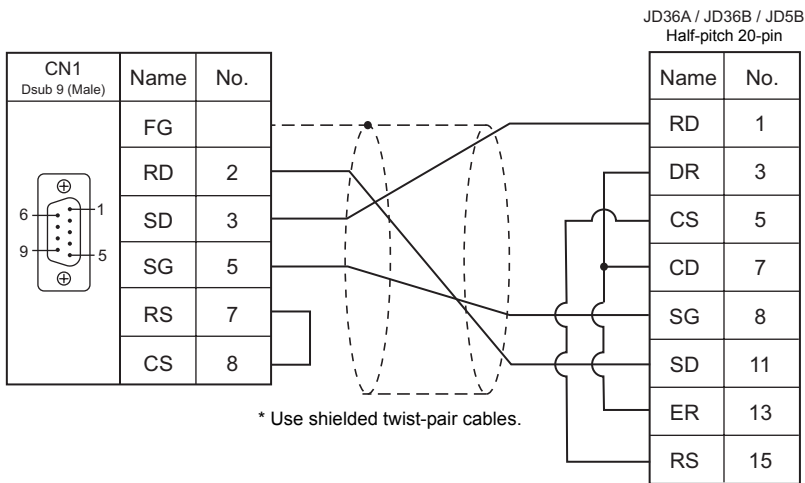 JD36A / JD36B / JD5B
Half-pitch 20-pin
CN1
Dsub 9 (Male)
Name No.
FG
RD 2
SD 3
SG 5
RS 7
CS 8
6
1
9
5
Name No.
RD 1
DR 3
CS 5
CD 7
SG 8
SD 11
ER 13
RS 15
* Use shielded twist-pair cables.